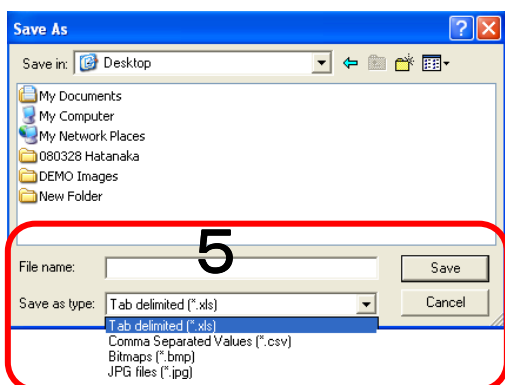 Save As
Save in: Desktop
My Documents
My Computer
My Network Places
080328 Hatanaka
DEMO Images
New Folder
5
File name: Save
Save as type: Tab delimited (*.xls) Cancel
Tab delimited (*.xls)
Comma Separated Values (*.csv)
Bitmaps (*.bmp)
JPG files (*.jpg)